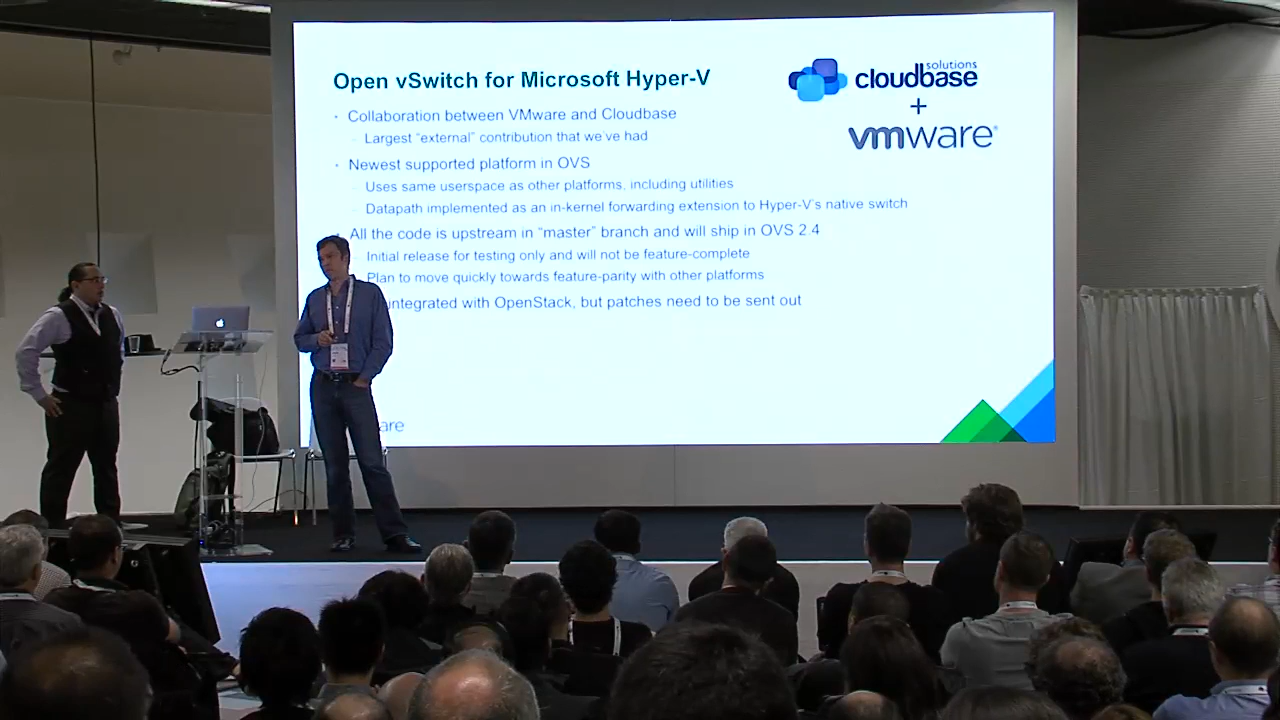 Open vSwitch for Microsoft Hyper-V
solutions
cloudbase
+
vmware
Collaboration between VMware and Cloudbase
Largest "external" contribution that we've had
Newest supported platform in OVS
Uses same userspace as other platforms, including utilities
Datapath implemented as an in-kernel forwarding extension to Hyper-V's native switch
All the code is upstream in "master" branch and will ship in OVS 2.4
Initial release for testing only and will not be feature-complete
Plan to move quickly towards feature-parity with other platforms
integrated with OpenStack, but patches need to be sent out
are